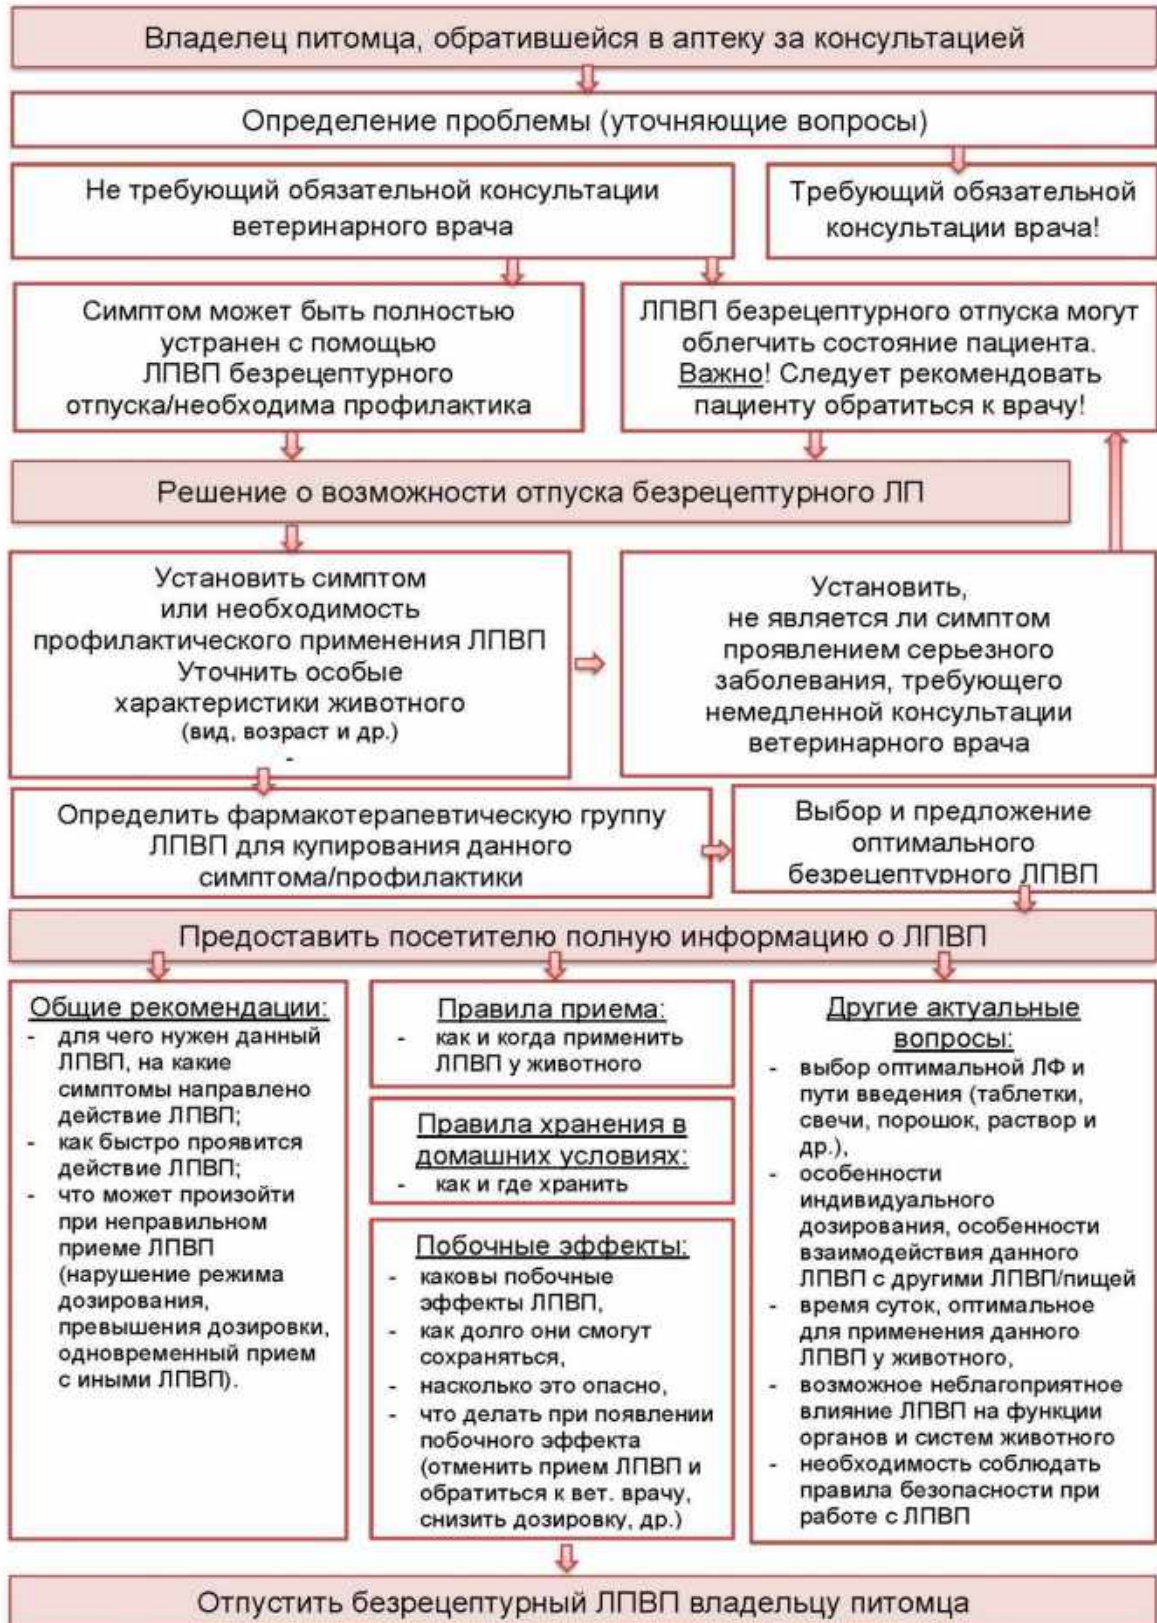 Владелец питомца, обратившейся в аптеку за консультацией
Определение проблемы (уточняющие вопросы)
Не требующий обязательной консультации
ветеринарного врача
Требующий обязательной
консультации врача!
Симптом может быть полностью
устранен с помощью
ЛПВП безрецептурного
отпуска/необходима профилактика
ЛПВП безрецептурного отпуска могут
облегчить состояние пациента.
Важно! Следует рекомендовать
пациенту обратиться к врачу!
Решение о возможности отпуска безрецептурного ЛП
Установить симптом
или необходимость
профилактического применения ЛПВП
Уточнить особые
характеристики животного
(вид, возраст и др.)
-
Установить,
не является ли симптом
проявлением серьезного
заболевания, требующего
немедленной консультации
ветеринарного врача
Определить фармакотерапевтическую группу
ЛПВП для купирования данного
симптома/профилактики
Выбор и предложение
оптимального
безрецептурного ЛПВП
Предоставить посетителю полную информацию о ЛПВП
Общие рекомендации:
- для чего нужен данный
ЛПВП, на какие
симптомы направлено
действие ЛПВП;
- как быстро проявится
действие ЛПВП;
- что может произойти
при неправильном
приеме ЛПВП
(нарушение режима
дозирования,
превышения дозировки,
одновременный прием
с иными ЛПВП).
Правила приема:
- как и когда применить
ЛПВП у животного
Правила хранения в
домашних условиях:
- как и где хранить
Побочные эффекты:
- каковы побочные
эффекты ЛПВП,
- как долго они смогут
сохраняться,
- насколько это опасно,
- что делать при появлении
побочного эффекта
(отменить прием ЛПВП и
обратиться к вет. врачу,
снизить дозировку, др.)
Другие актуальные
вопросы:
- выбор оптимальной ЛФ и
пути введения (таблетки,
свечи, порошок, раствор и
др.),
- особенности
индивидуального
дозирования, особенности
взаимодействия данного
ЛПВП с другими ЛПВП/пищей
- время суток, оптимальное
для применения данного
ЛПВП у животного,
- возможное неблагоприятное
влияние ЛПВП на функции
органов и систем животного
- необходимость соблюдать
правила безопасности при
работе с ЛПВП
Отпустить безрецептурный ЛПВП владельцу питомца